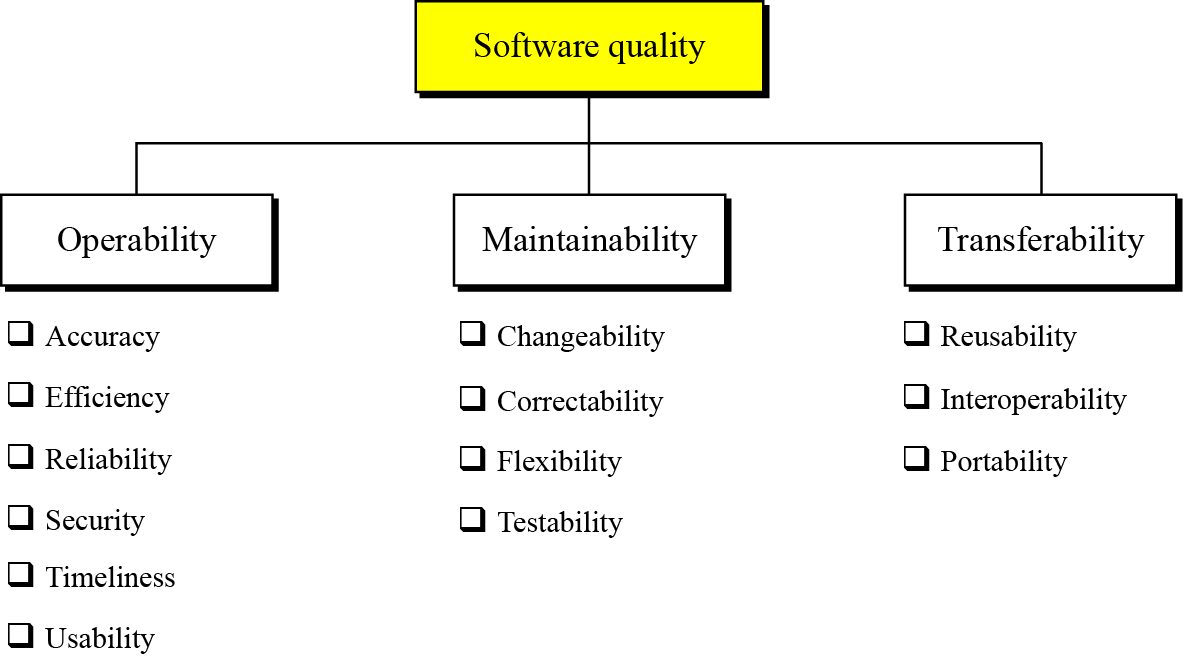 Software quality
Operability
Maintainability
Transferability
Accuracy
Efficiency
Reliability
Security
Timeliness
Usability
Changeability
Correctability
Flexibility
Testability
Reusability
Interoperability
Portability